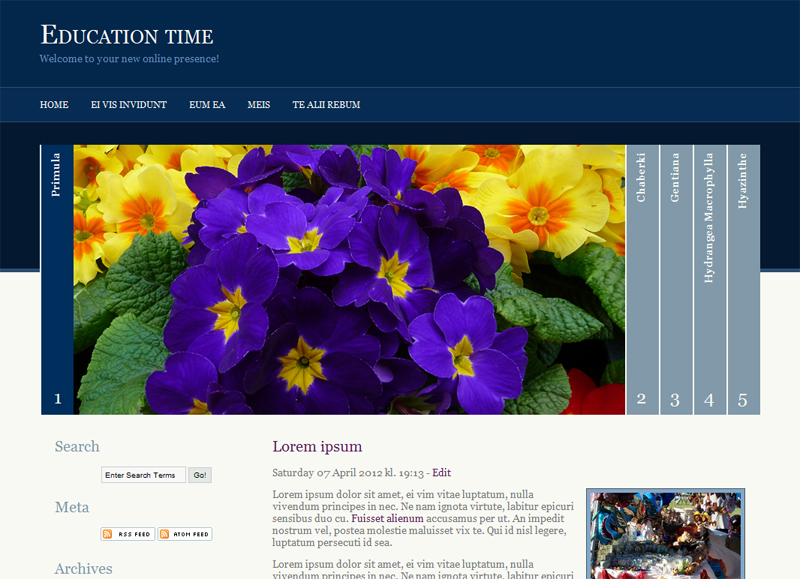 Education time
Welcome to your new online presence!
HOME EI VIS INVIDUNT EUM EA MEIS TE ALII REBUM
Primula
1
Chaberki
2
Gentiana
3
Hydrangea Macrophylla
4
Hyazinthe
5
Search
Enter Search Terms Go!
Meta
RSS FEED ATOM FEED
Archives
Lorem ipsum
Saturday 07 April 2012 kl. 19:13 - Edit
Lorem ipsum dolor sit amet, ei vim vitae luptatum, nulla
vivendum principes in nec. Ne nam ignota virtute, labitur epicuri
sensibus duo cu. Fuisset alienum accusamus per ut. An impedit
nostrum vel, postea molestie maluisset vix te. Qui id nisl legere,
luptatum persecuti id sea.
Lorem ipsum dolor sit amet, ei vim vitae luptatum, nulla
vivendum principes in nec. Ne nam ignota virtute, labitur epicuri